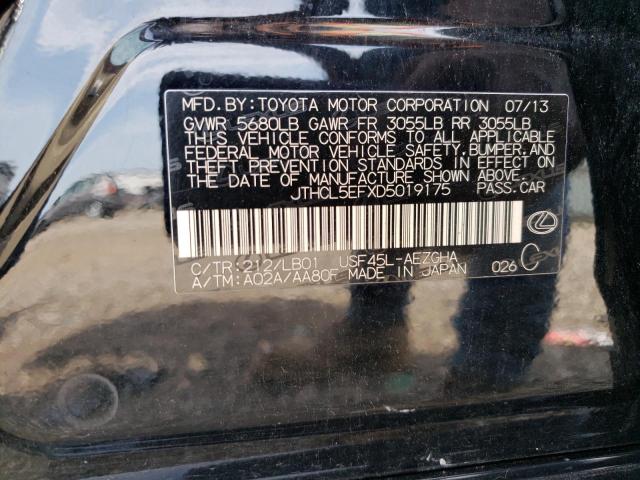 MFD. BY: TOYOTA MOTOR CORPORATION 07/13
GVWR 5680LB GAWR FR 3055LB RR 3055LB
THIS VEHICLE CONFORMS TO ALL APPLICABLE
FEDERAL MOTOR VEHICLE SAFETY, BUMPER, AND
THEFT PREVENTION STANDARDS IN EFFECT ON
THE DATE OF MANUFACTURE SHOWN ABOVE.
JTHCL5EFXD5019175 PASS. CAR
C/TR: 212/LB01 USF45L-AEZGHA
A/TM: A02A/AA80F MADE IN JAPAN 026